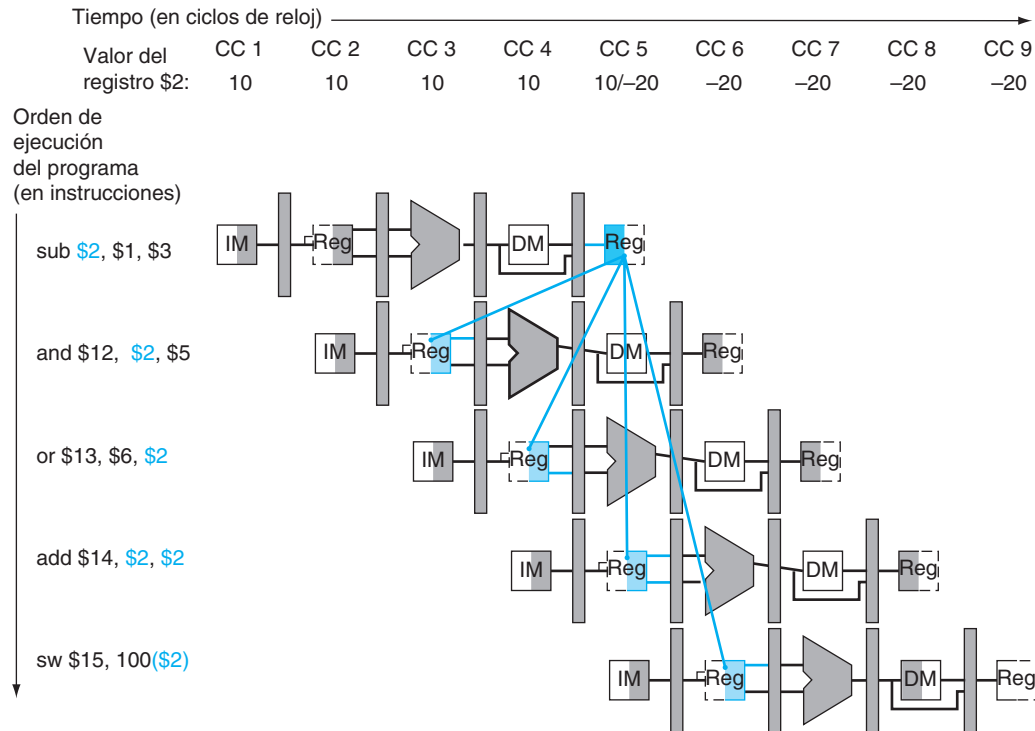 Tiempo (en ciclos de reloj)
CC 1 CC 2 CC 3 CC 4 CC 5 CC 6 CC 7 CC 8 CC 9
Valor del
registro $2: 10 10 10 10 10/–20 –20 –20 –20 –20
Orden de
ejecución
del programa
(en instrucciones)
sub $2, $1, $3
IM Reg DM Reg
and $12, $2, $5
IM Reg DM Reg
or $13, $6, $2
IM Reg DM Reg
add $14, $2, $2
IM Reg DM Reg
sw $15, 100($2)
IM Reg DM Reg